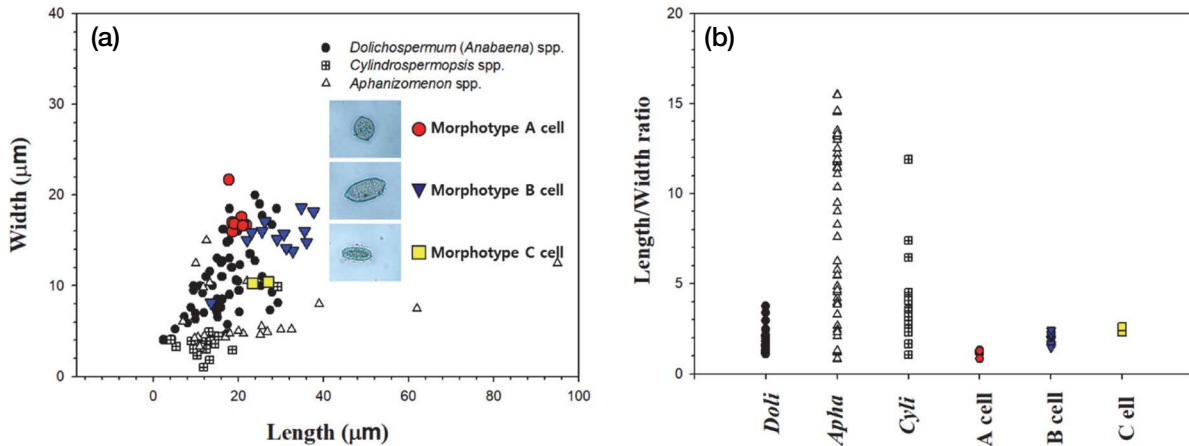 (a)
40
30
20
10
0
Width (μm)
0
20
40
60
80
100
Length (μm)
Dolichospermum (Anabaena) spp.
Cylindrospermopsis spp.
Aphanizomenon spp.
Morphotype A cell
Morphotype B cell
Morphotype C cell
(b)
20
15
10
5
0
Length/Width ratio
Doli
Apha
Cyli
A cell
B cell
C ell